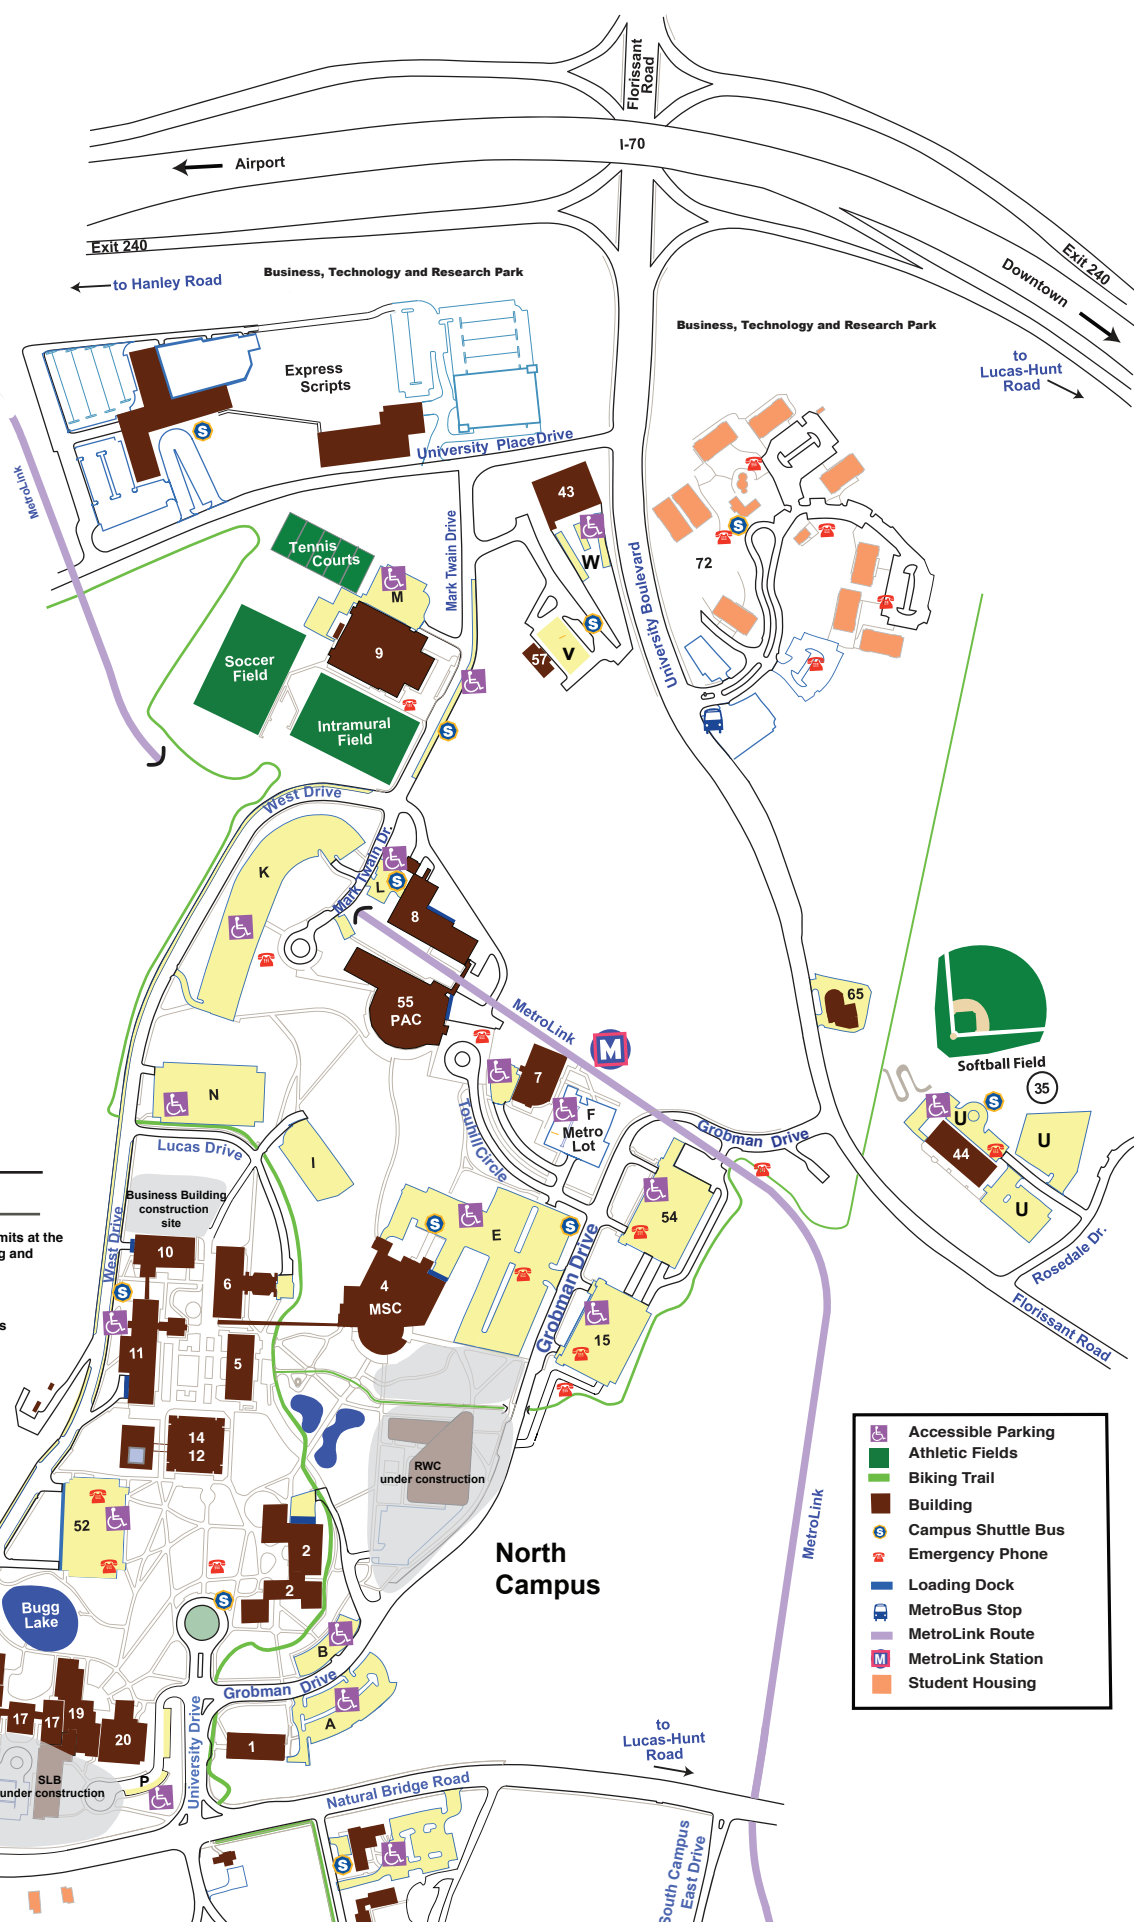 Florissant
Road
I-70
Airport
Exit 240
Exit 240
Downtown
to Hanley Road
Business, Technology and Research Park
Business, Technology and Research Park
to
Lucas-Hunt
Road
Express
Scripts
S
University Place Drive
MetroLink
43
W
Mark Twain Drive
University Boulevard
72
S
Tennis
Courts
M
9
S
57
V
Soccer
Field
Intramural
Field
S
West Drive
K
Mark Twain Dr.
L
S
8
55
PAC
MetroLink
M
65
Softball Field
35
7
F
Metro
Lot
Touhill Circle
N
Lucas Drive
I
Grobman Drive
S
U
U
44
U
Rosedale Dr.
Florissant Road
Business Building
construction
site
mits at the
g and
s
West Drive
10
6
S
11
5
S
E
S
4
MSC
54
Grobman Drive
15
14
12
RWC
under construction
52
2
2
S
North
Campus
MetroLink
Bugg
Lake
B
Grobman Drive
A
17
17
19
20
1
University Drive
SLB
under construction
P
Natural Bridge Road
to
Lucas-Hunt
Road
S
South Campus
East Drive
Accessible Parking
Athletic Fields
Biking Trail
Building
S
Campus Shuttle Bus
Emergency Phone
Loading Dock
MetroBus Stop
MetroLink Route
M
MetroLink Station
Student Housing